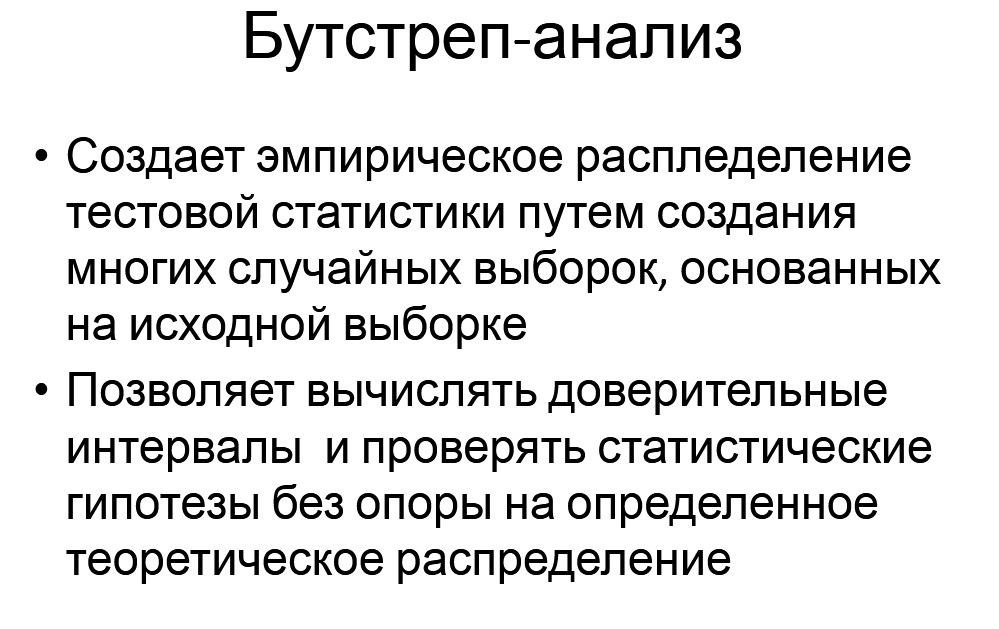 Бутстреп-анализ
• Создает эмпирическое распледеление
тестовой статистики путем создания
многих случайных выборок, основанных
на исходной выборке
• Позволяет вычислять доверительные
интервалы  и проверять статистические
гипотезы без опоры на определенное
теоретическое распределение